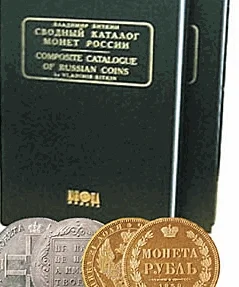 ВЛАДИМИР БИТКИН
СВОДНЫЙ КАТАЛОГ
МОНЕТ РОССИИ
COMPOSITE CATALOGUE
OF RUSSIAN COINS
by VLADIMIR BITKIN
МОНЕТА
РУБЛЬ